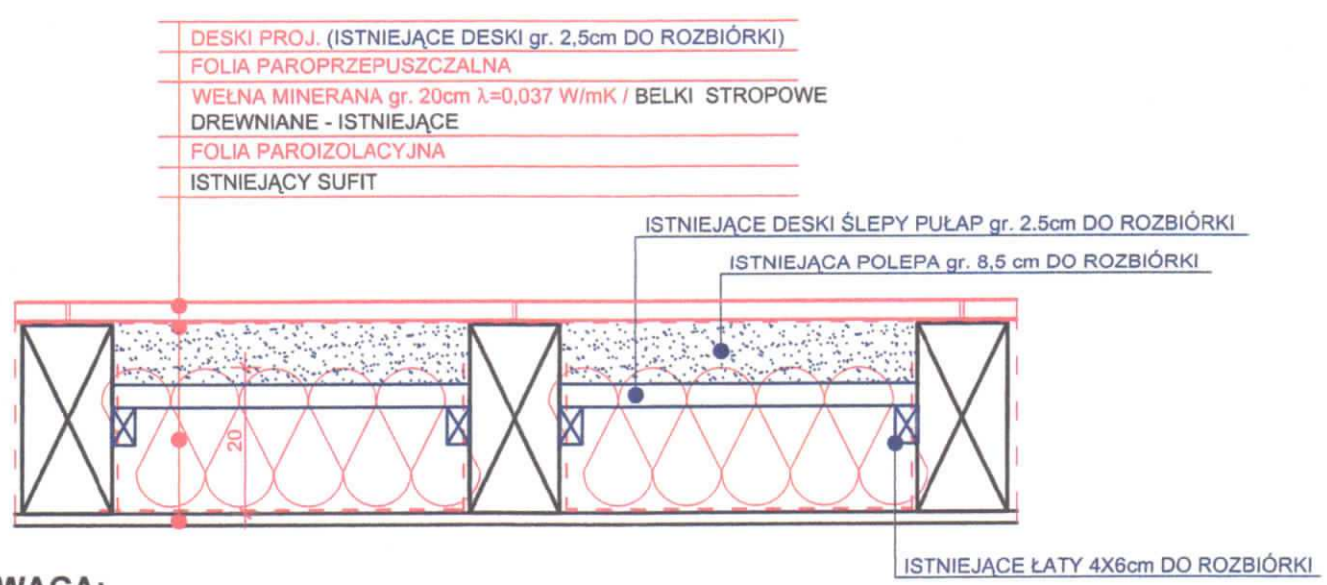 DESKI PROJ. (ISTNIEJĄCE DESKI gr. 2,5cm DO ROZBIÓRKI)
FOLIA PAROPRZEPUSZCZALNA
WEŁNA MINERANA gr. 20cm λ=0,037 W/mK / BELKI STROPOWE
DREWNIANE - ISTNIEJĄCE
FOLIA PAROIZOLACYJNA
ISTNIEJĄCY SUFIT
ISTNIEJĄCE DESKI ŚLEPY PUŁAP gr. 2.5cm DO ROZBIÓRKI
ISTNIEJĄCA POLEPA gr. 8,5 cm DO ROZBIÓRKI
20
ISTNIEJĄCE ŁATY 4X6cm DO ROZBIÓRKI